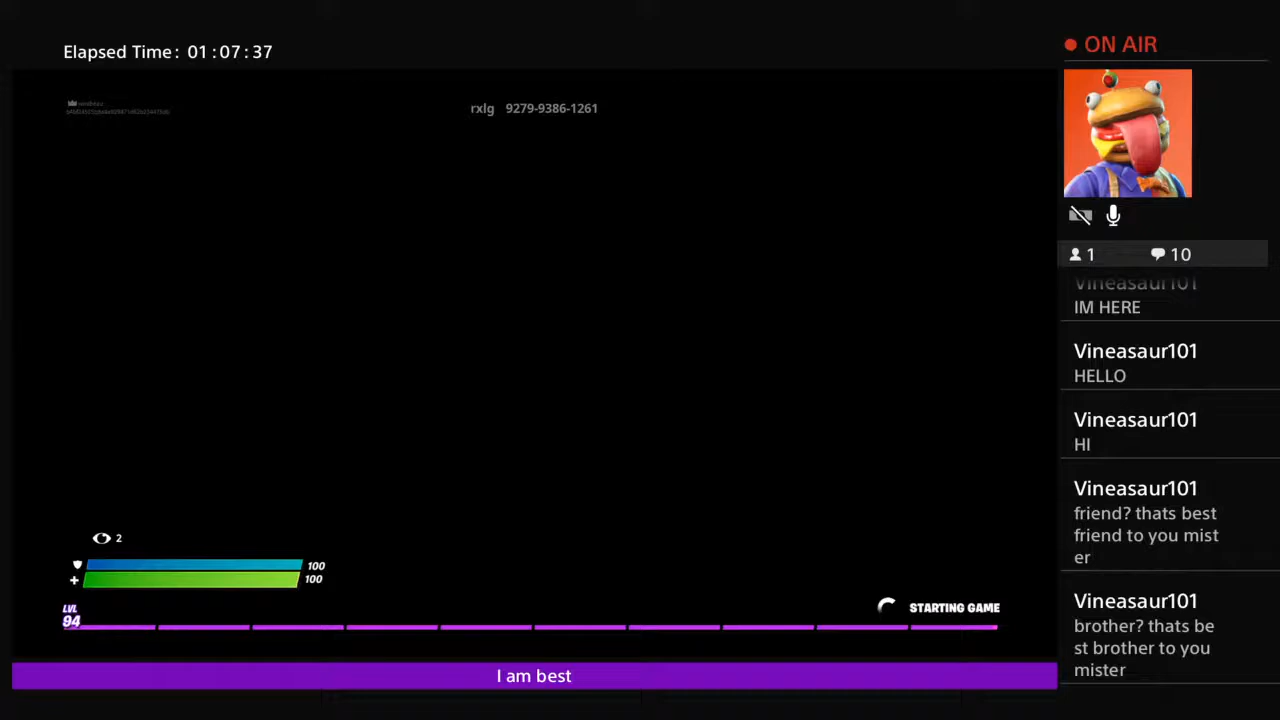 Elapsed Time: 01:07:37
ON AIR
rxlg 9279-9386-1261
1 10
Vineasaur101
IM HERE
Vineasaur101
HELLO
Vineasaur101
HI
Vineasaur101
friend? thats best
friend to you mist
er
Vineasaur101
brother? thats be
st brother to you
mister
2
100
100
LVL
94
STARTING GAME
I am best